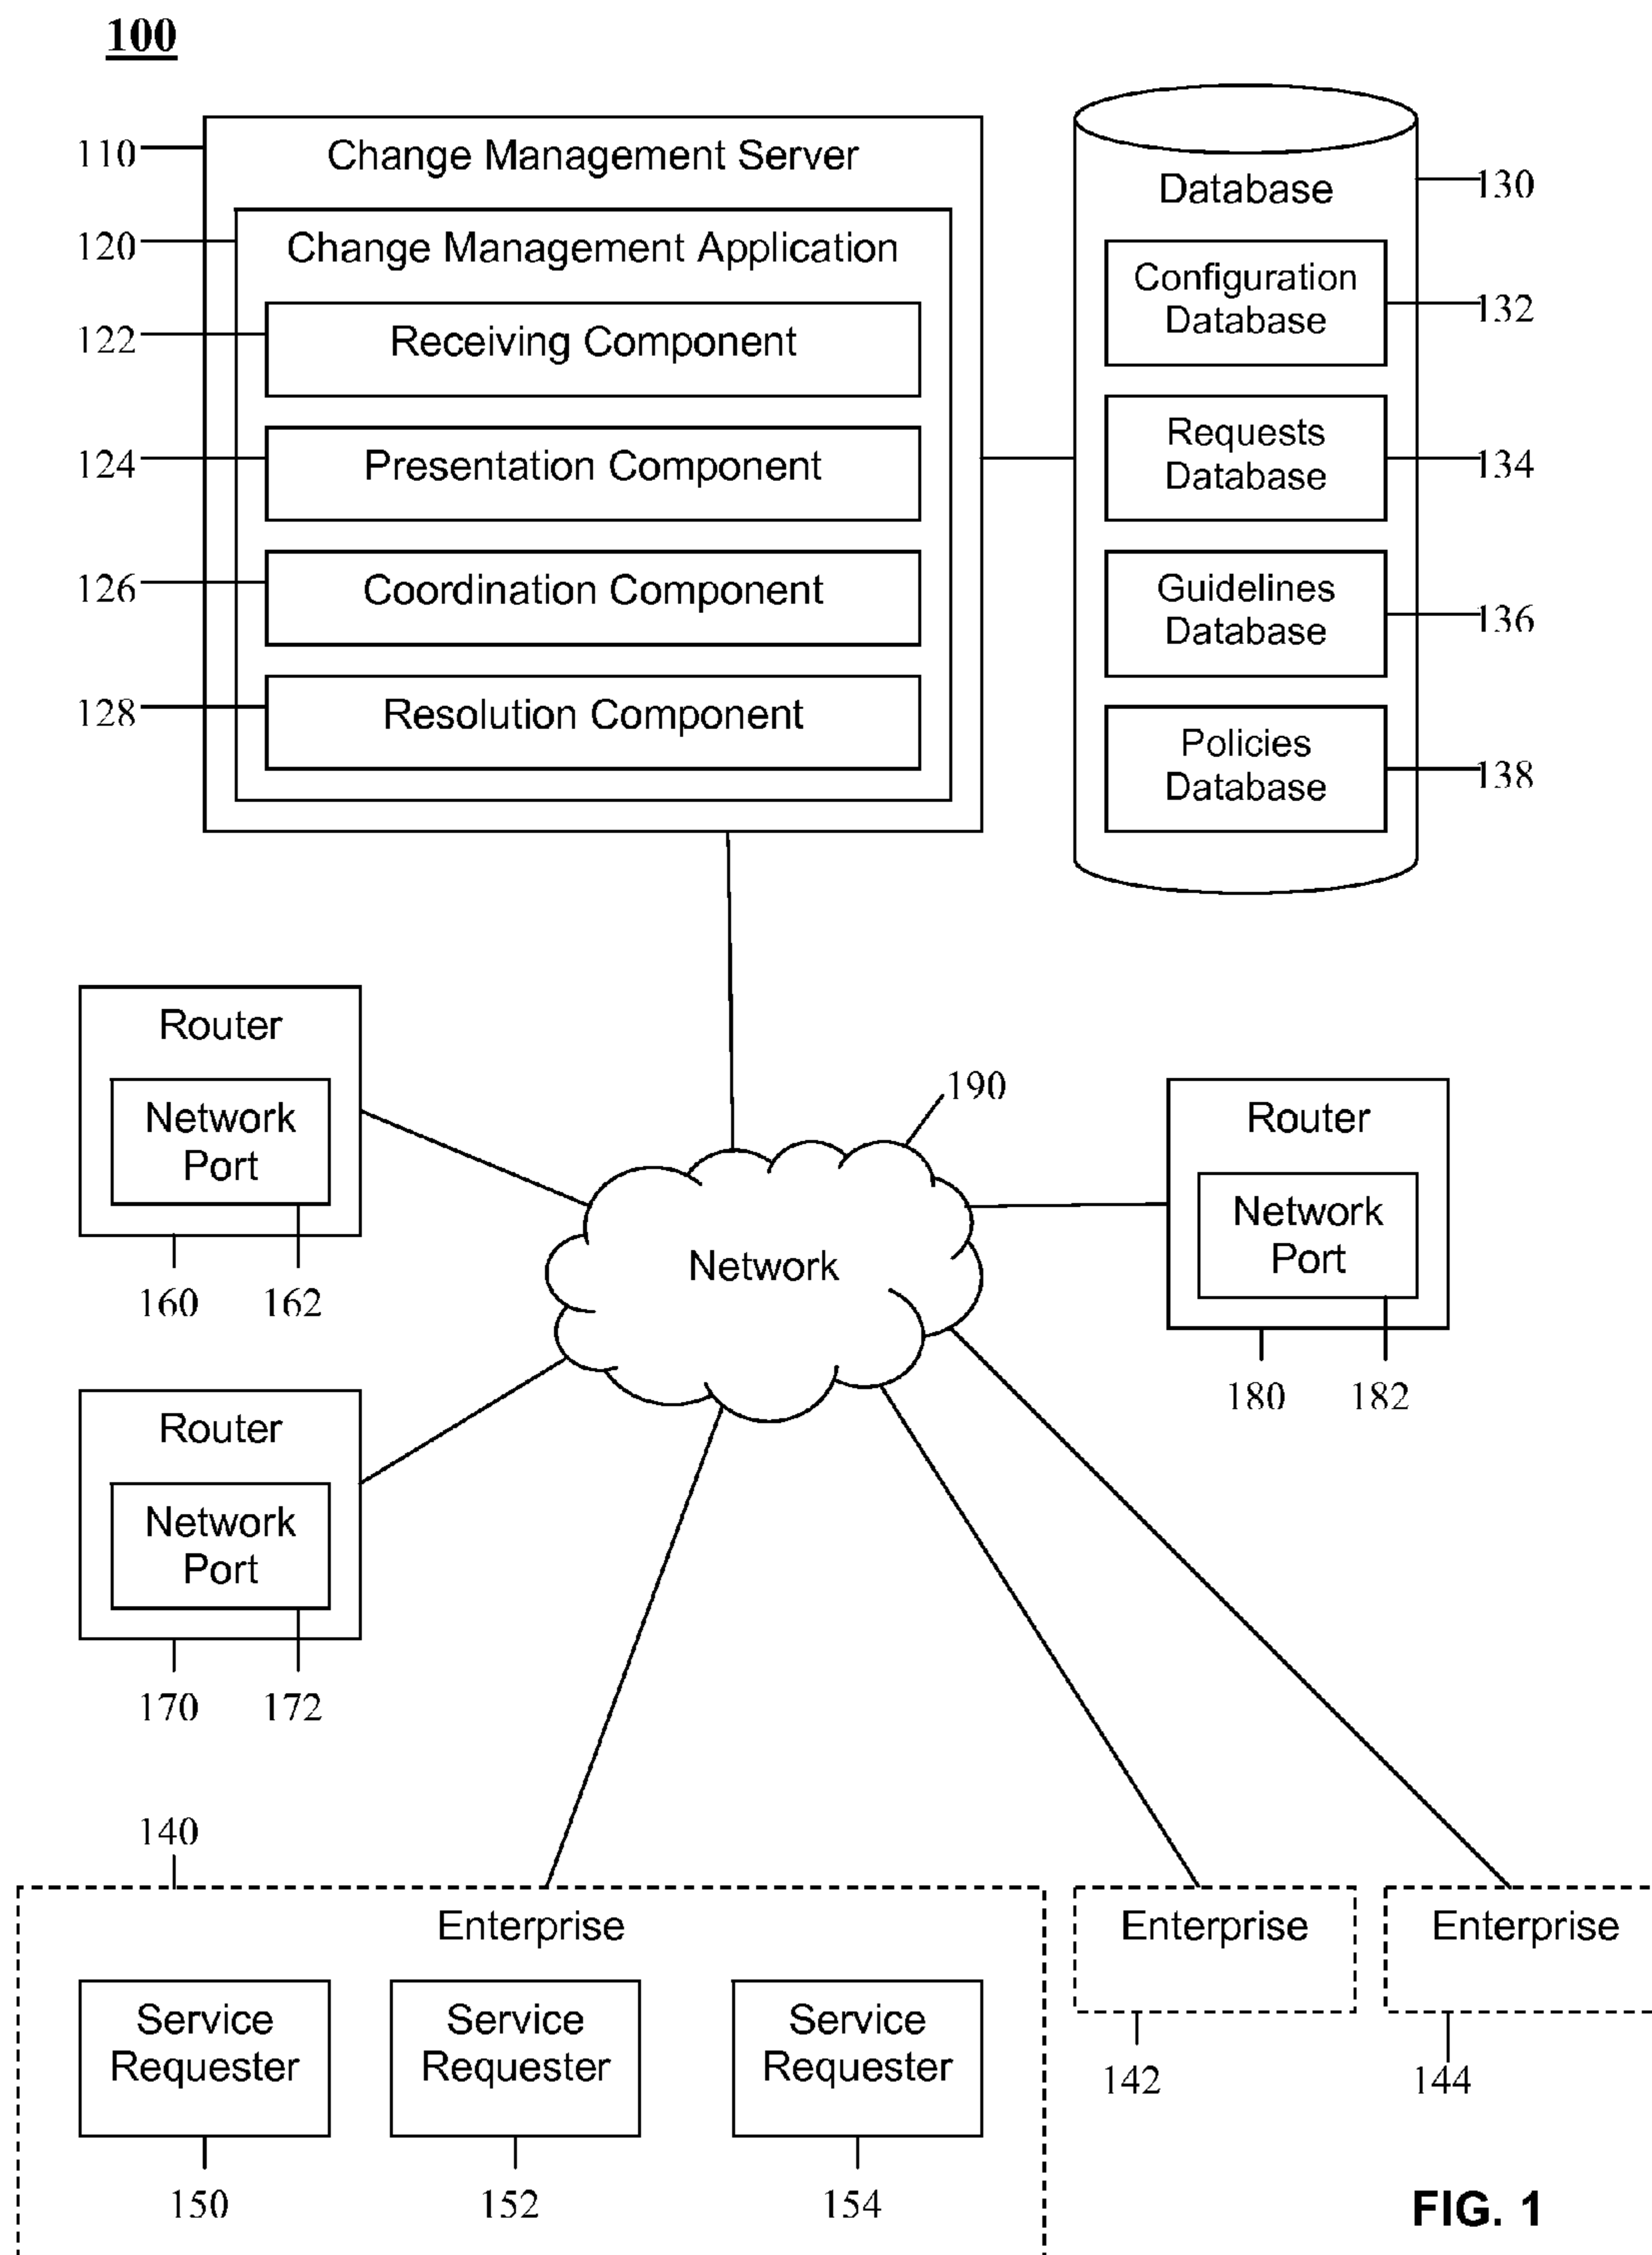 100
110
Change Management Server
120
Change Management Application
122
Receiving Component
124
Presentation Component
126
Coordination Component
128
Resolution Component
Database
130
Configuration
Database
132
Requests
Database
134
Guidelines
Database
136
Policies
Database
138
Router
Network
Port
160
162
190
Network
Router
Network
Port
180
182
Router
Network
Port
170
172
140
Enterprise
Service
Requester
150
Service
Requester
152
Service
Requester
154
Enterprise
142
Enterprise
144
FIG. 1